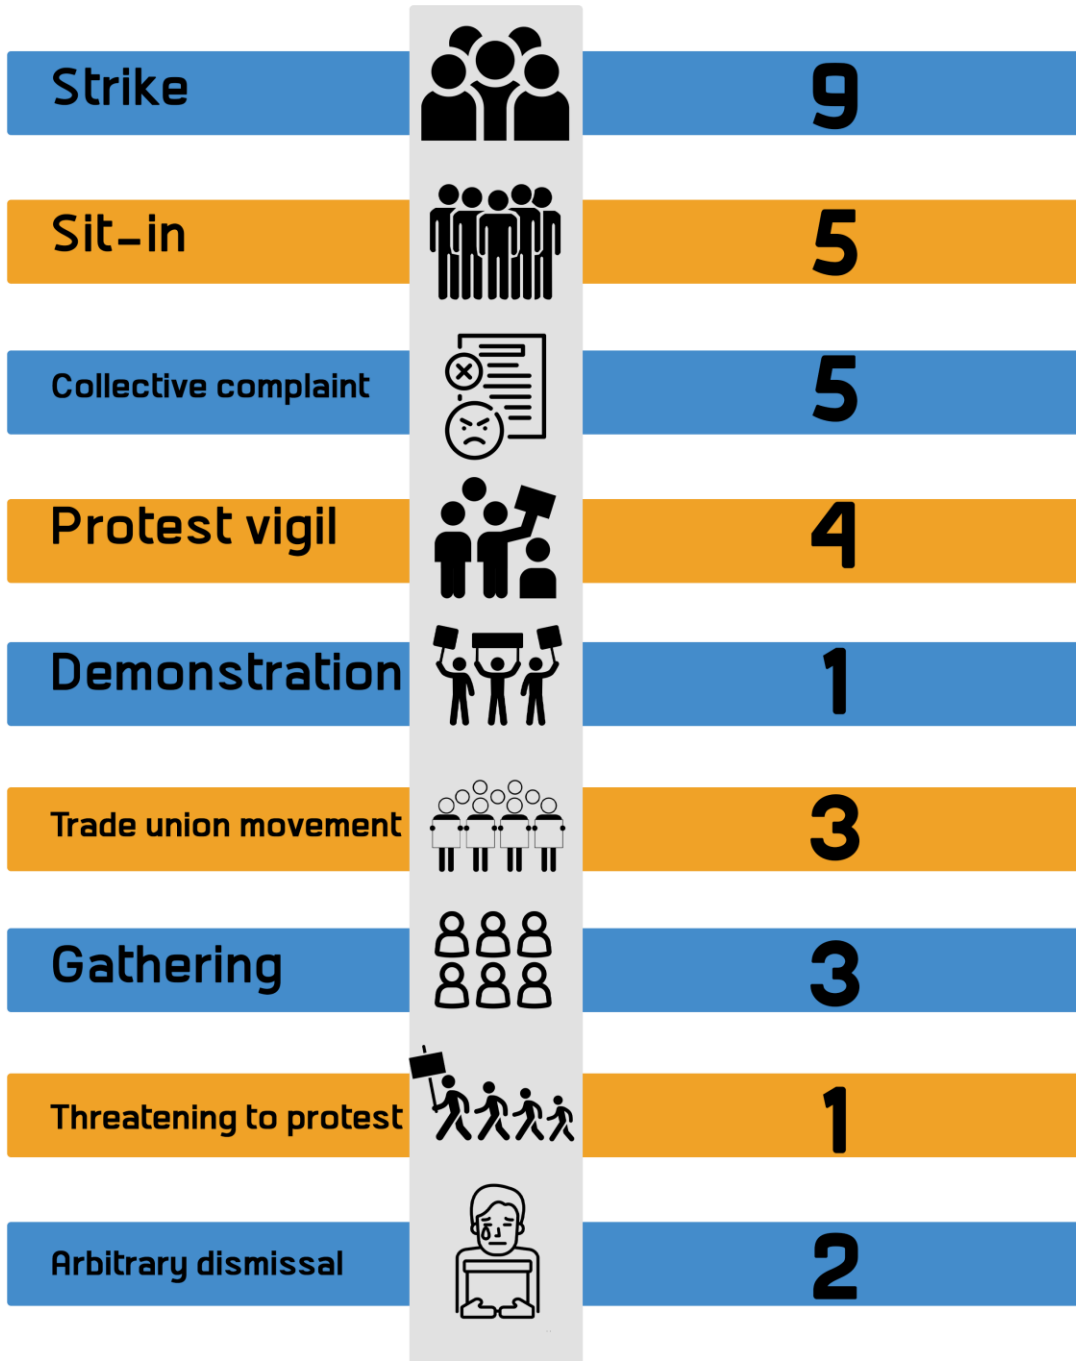 Strike 9
Sit-in 5
Collective complaint 5
Protest vigil 4
Demonstration 1
Trade union movement 3
Gathering 3
Threatening to protest 1
Arbitrary dismissal 2